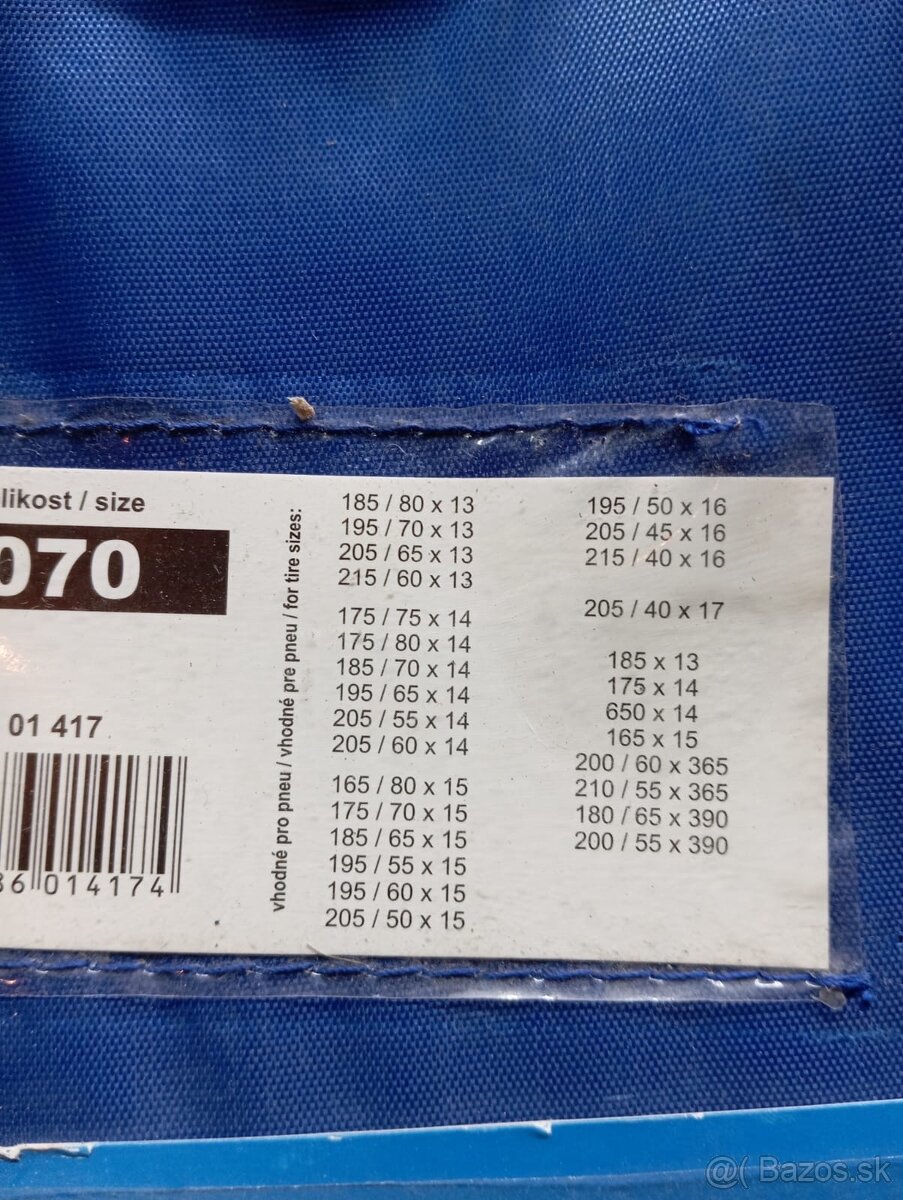 likost / size
070
01 417
86 014174
vhodné pro pneu / vhodné pre pneu / for tire sizes:
185 / 80 x 13
195 / 70 x 13
205 / 65 x 13
215 / 60 x 13
175 / 75 x 14
175 / 80 x 14
185 / 70 x 14
195 / 65 x 14
205 / 55 x 14
205 / 60 x 14
165 / 80 x 15
175 / 70 x 15
185 / 65 x 15
195 / 55 x 15
195 / 60 x 15
205 / 50 x 15
195 / 50 x 16
205 / 45 x 16
215 / 40 x 16
205 / 40 x 17
185 x 13
175 x 14
650 x 14
165 x 15
200 / 60 x 365
210 / 55 x 365
180 / 65 x 390
200 / 55 x 390
@( Bazos.sk